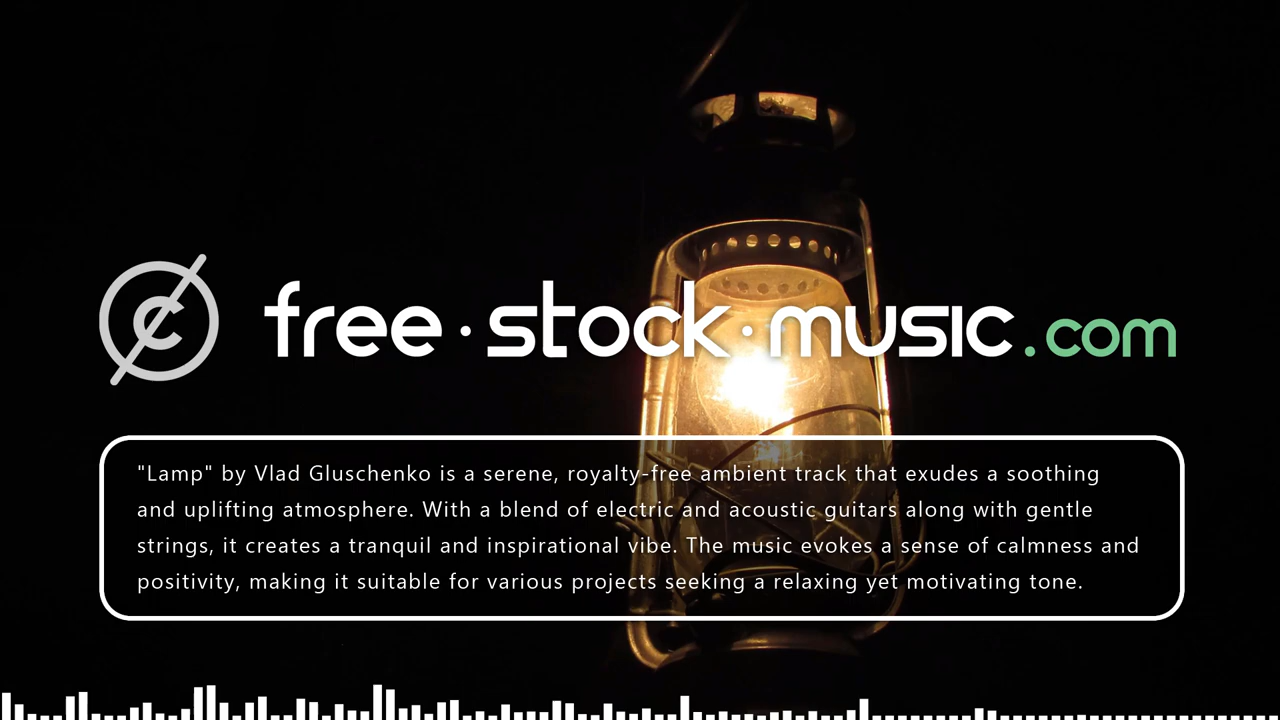 free·stock·music.com
"Lamp" by Vlad Gluschenko is a serene, royalty-free ambient track that exudes a soothing
and uplifting atmosphere. With a blend of electric and acoustic guitars along with gentle
strings, it creates a tranquil and inspirational vibe. The music evokes a sense of calmness and
positivity, making it suitable for various projects seeking a relaxing yet motivating tone.